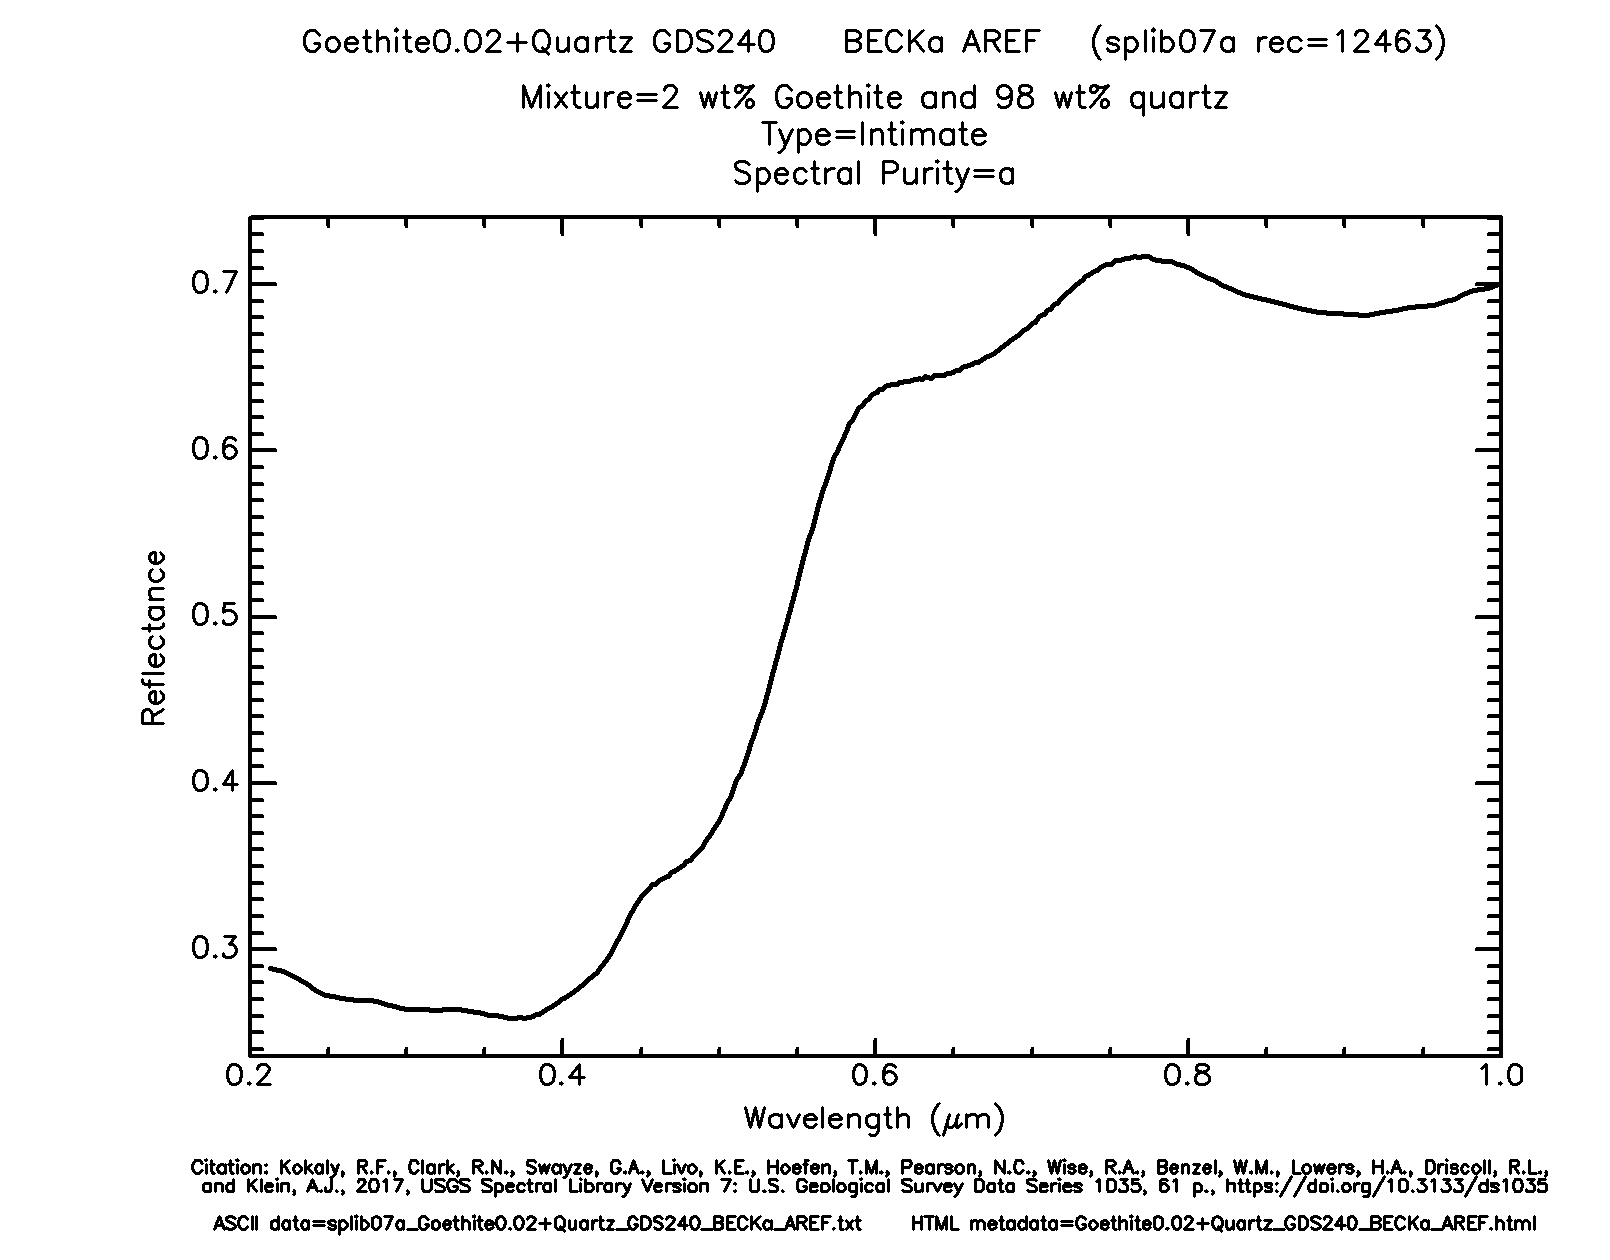 Goethite0.02+Quartz GDS240 BECKa AREF (splib07a rec=12463)
Mixture=2 wt% Goethite and 98 wt% quartz
Type=Intimate
Spectral Purity=a
0.7
0.6
0.5
0.4
0.3
Reflectance
0.2 0.4 0.6 0.8 1.0
Wavelength (μm)
Citation: Kokaly, R.F., Clark, R.N., Swayze, G.A., Livo, K.E., Hoefen, T.M., Pearson, N.C., Wise, R.A., Benzel, W.M., Lowers, H.A., Driscoll, R.L.,
and Klein, A.J., 2017, USGS Spectral Library Version 7: U.S. Geological Survey Data Series 1035, 61 p., https://doi.org/10.3133/ds1035
ASCII data=splib07a_Goethite0.02+Quartz_GDS240_BECKa_AREF.txt HTML metadata=Goethite0.02+Quartz_GDS240_BECKa_AREF.html